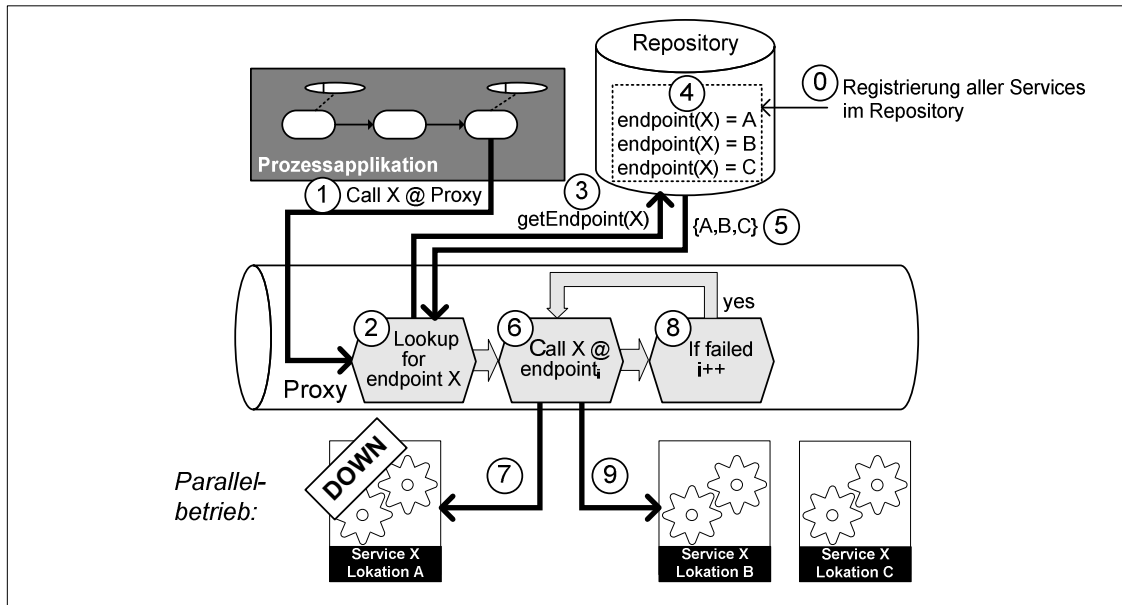 Repository
0
Registrierung aller Services
im Repository
4
endpoint(X) = A
endpoint(X) = B
endpoint(X) = C
Prozessapplikation
1
Call X @ Proxy
3
getEndpoint(X)
{A,B,C}
5
yes
2
Lookup
for
endpoint X
6
Call X @
endpointi
8
If failed
i++
Proxy
DOWN
Parallel-
betrieb:
7
9
Service X
Lokation A
Service X
Lokation B
Service X
Lokation C